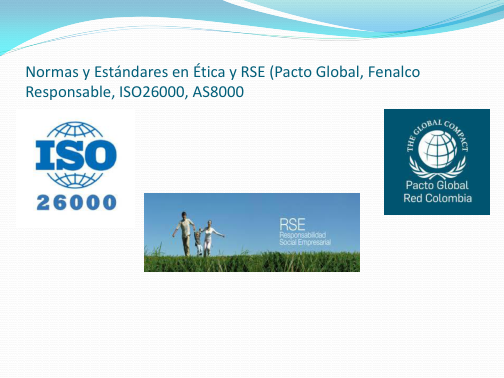 Normas y Estándares en Ética y RSE (Pacto Global, Fenalco
Responsable, ISO26000, AS8000
ISO
26000
THE GLOBAL COMPACT
Pacto Global
Red Colombia
RSE
Responsabilidad
Social Empresarial